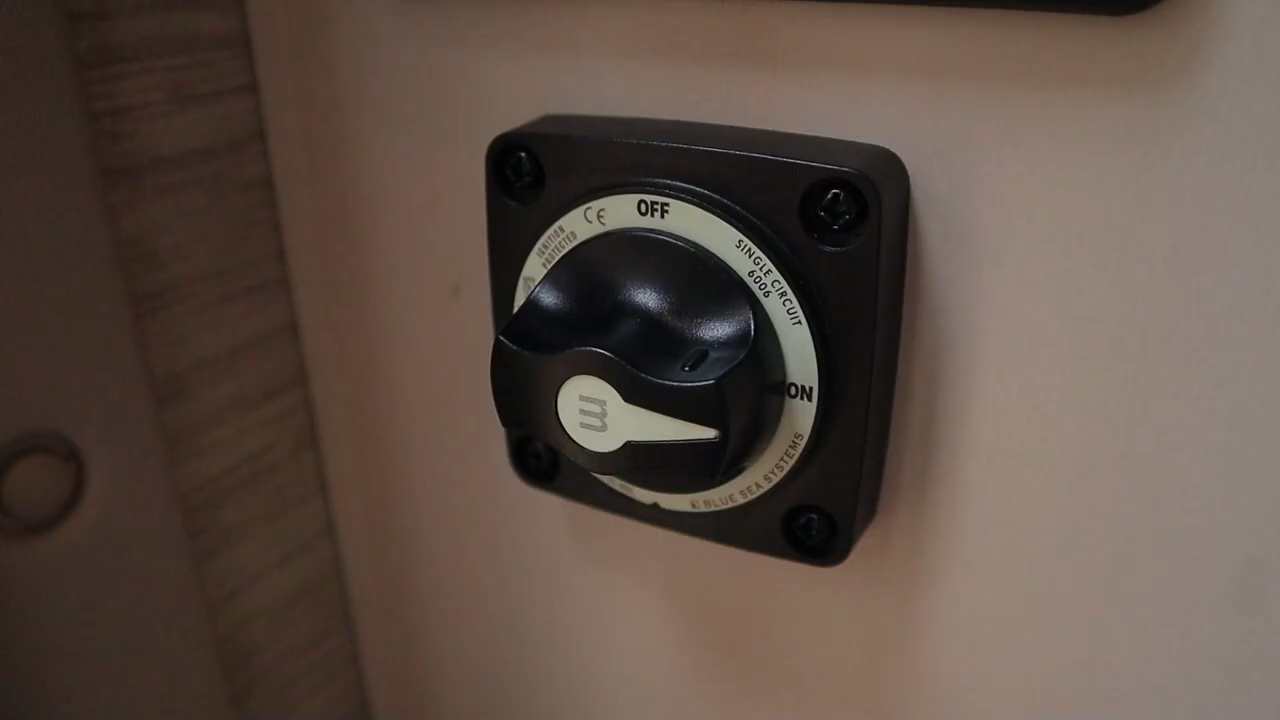 OFF
CE
IGNITION
PROTECTED
SINGLE CIRCUIT
6006
ON
m
BLUE SEA SYSTEMS